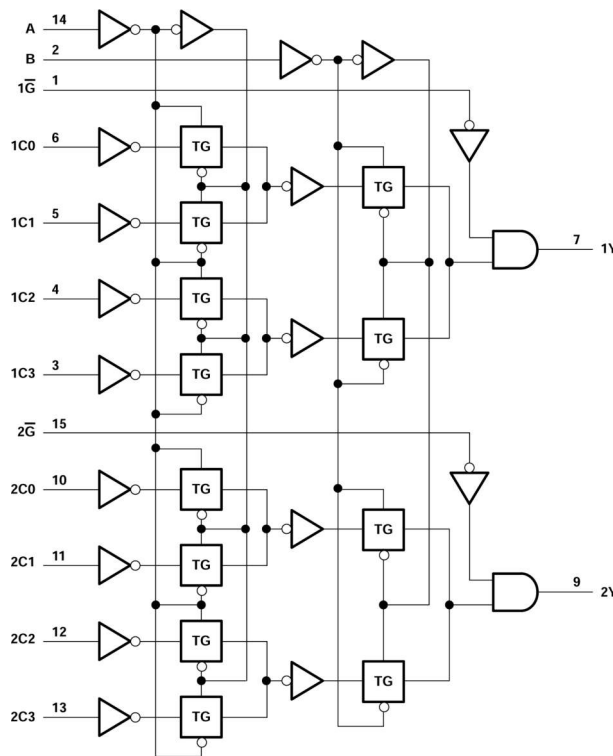 A 14
B 2
1G̅ 1
1C0 6 TG
TG
1C1 5 TG
7 1Y
1C2 4 TG
TG
1C3 3 TG
2G̅ 15
2C0 10 TG
TG
2C1 11 TG
9 2Y
2C2 12 TG
TG
2C3 13 TG